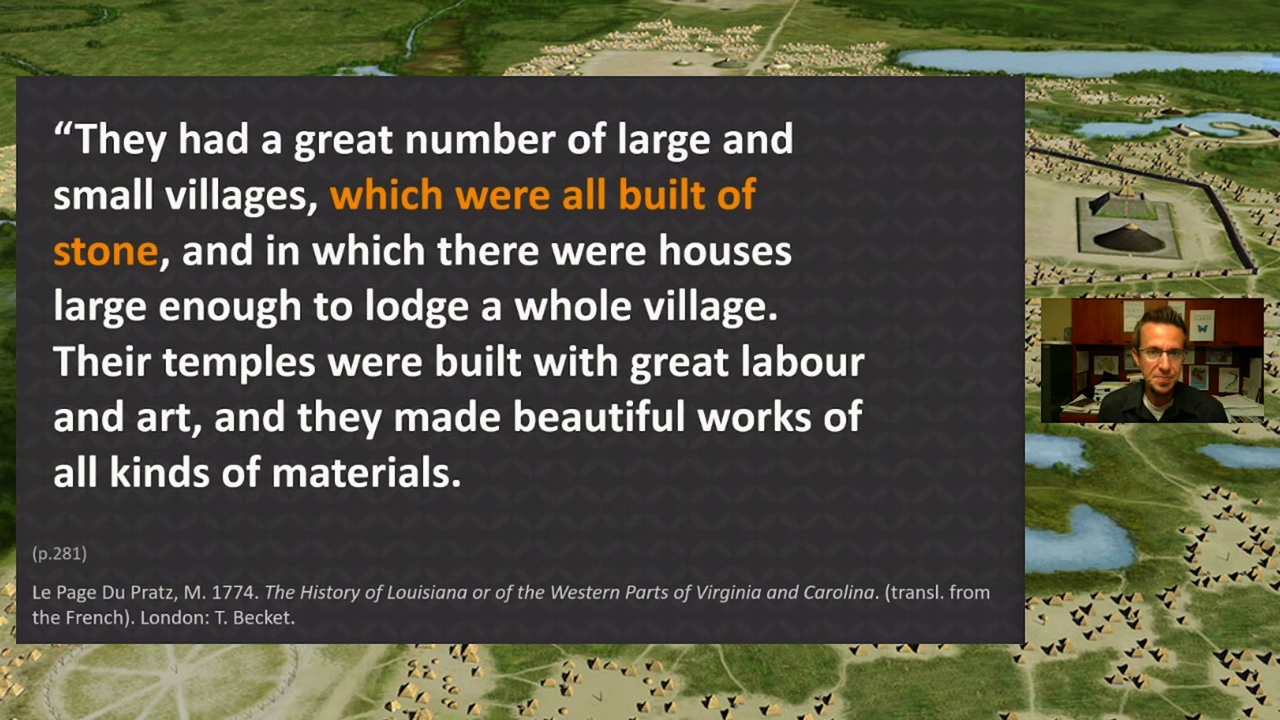 “They had a great number of large and
small villages, which were all built of
stone, and in which there were houses
large enough to lodge a whole village.
Their temples were built with great labour
and art, and they made beautiful works of
all kinds of materials.
(p.281)
Le Page Du Pratz, M. 1774. The History of Louisiana or of the Western Parts of Virginia and Carolina. (transl. from
the French). London: T. Becket.